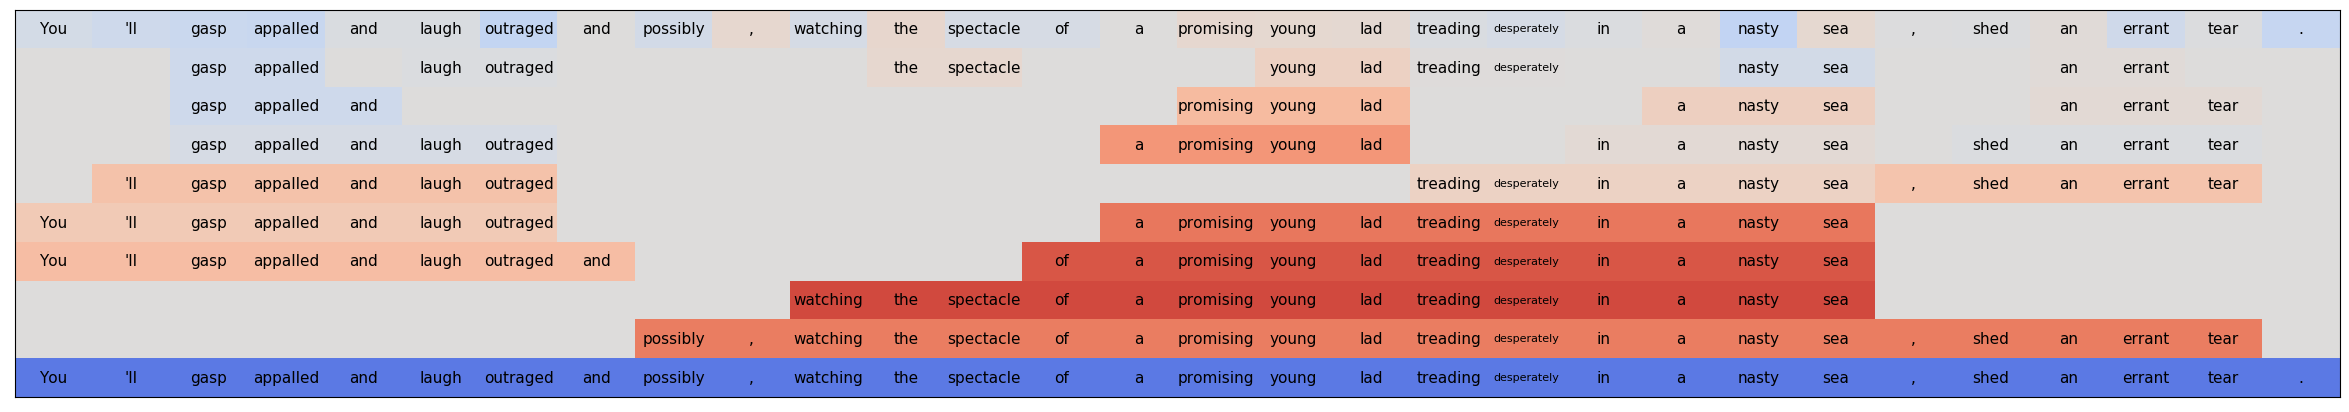 You 'll gasp appalled and laugh outraged and possibly , watching the spectacle of a promising young lad treading desperately in a nasty sea , shed an errant tear .
gasp appalled laugh outraged the spectacle young lad treading desperately nasty sea an errant
gasp appalled and promising young lad a nasty sea an errant tear
gasp appalled and laugh outraged a promising young lad in a nasty sea shed an errant tear
'll gasp appalled and laugh outraged treading desperately in a nasty sea , shed an errant tear
You 'll gasp appalled and laugh outraged a promising young lad treading desperately in a nasty sea
You 'll gasp appalled and laugh outraged and of a promising young lad treading desperately in a nasty sea
watching the spectacle of a promising young lad treading desperately in a nasty sea
possibly , watching the spectacle of a promising young lad treading desperately in a nasty sea , shed an errant tear
You 'll gasp appalled and laugh outraged and possibly , watching the spectacle of a promising young lad treading desperately in a nasty sea , shed an errant tear .